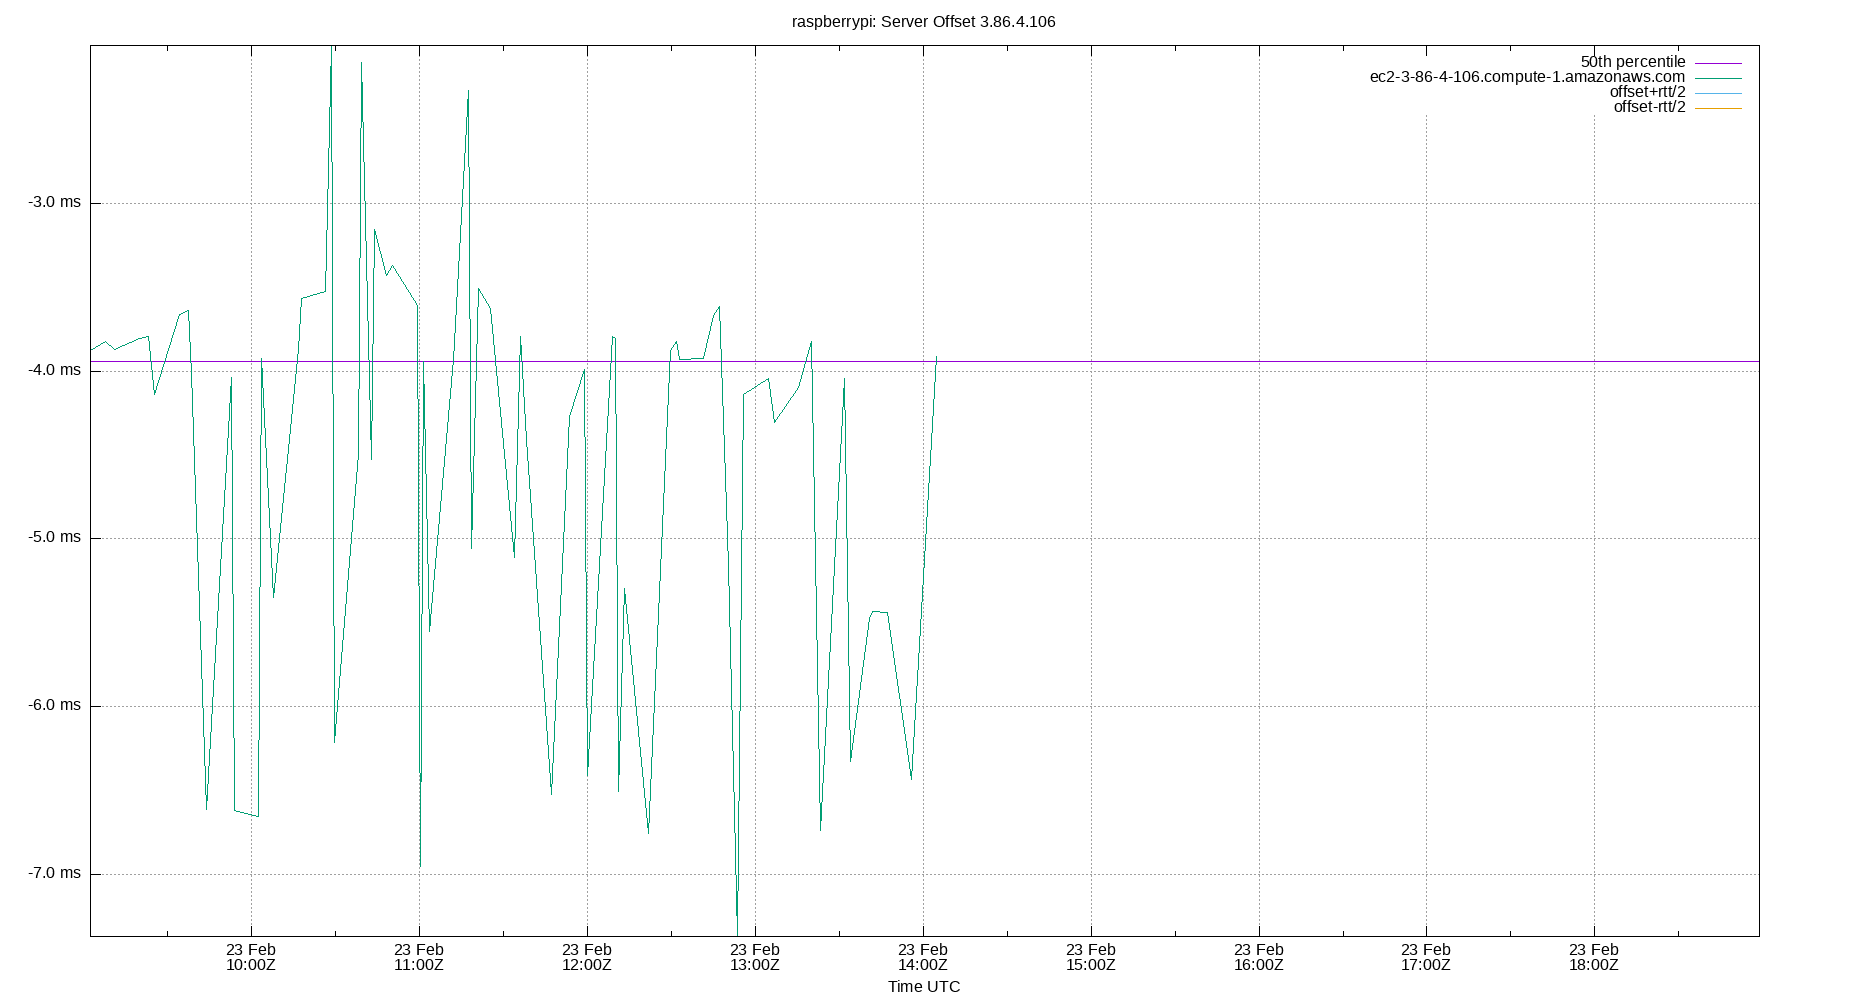 raspberrypi: Server Offset 3.86.4.106
50th percentile
ec2-3-86-4-106.compute-1.amazonaws.com
offset+rtt/2
offset-rtt/2
-3.0 ms
-4.0 ms
-5.0 ms
-6.0 ms
-7.0 ms
23 Feb 23 Feb 23 Feb 23 Feb 23 Feb 23 Feb 23 Feb 23 Feb 23 Feb
10:00Z 11:00Z 12:00Z 13:00Z 14:00Z 15:00Z 16:00Z 17:00Z 18:00Z
Time UTC